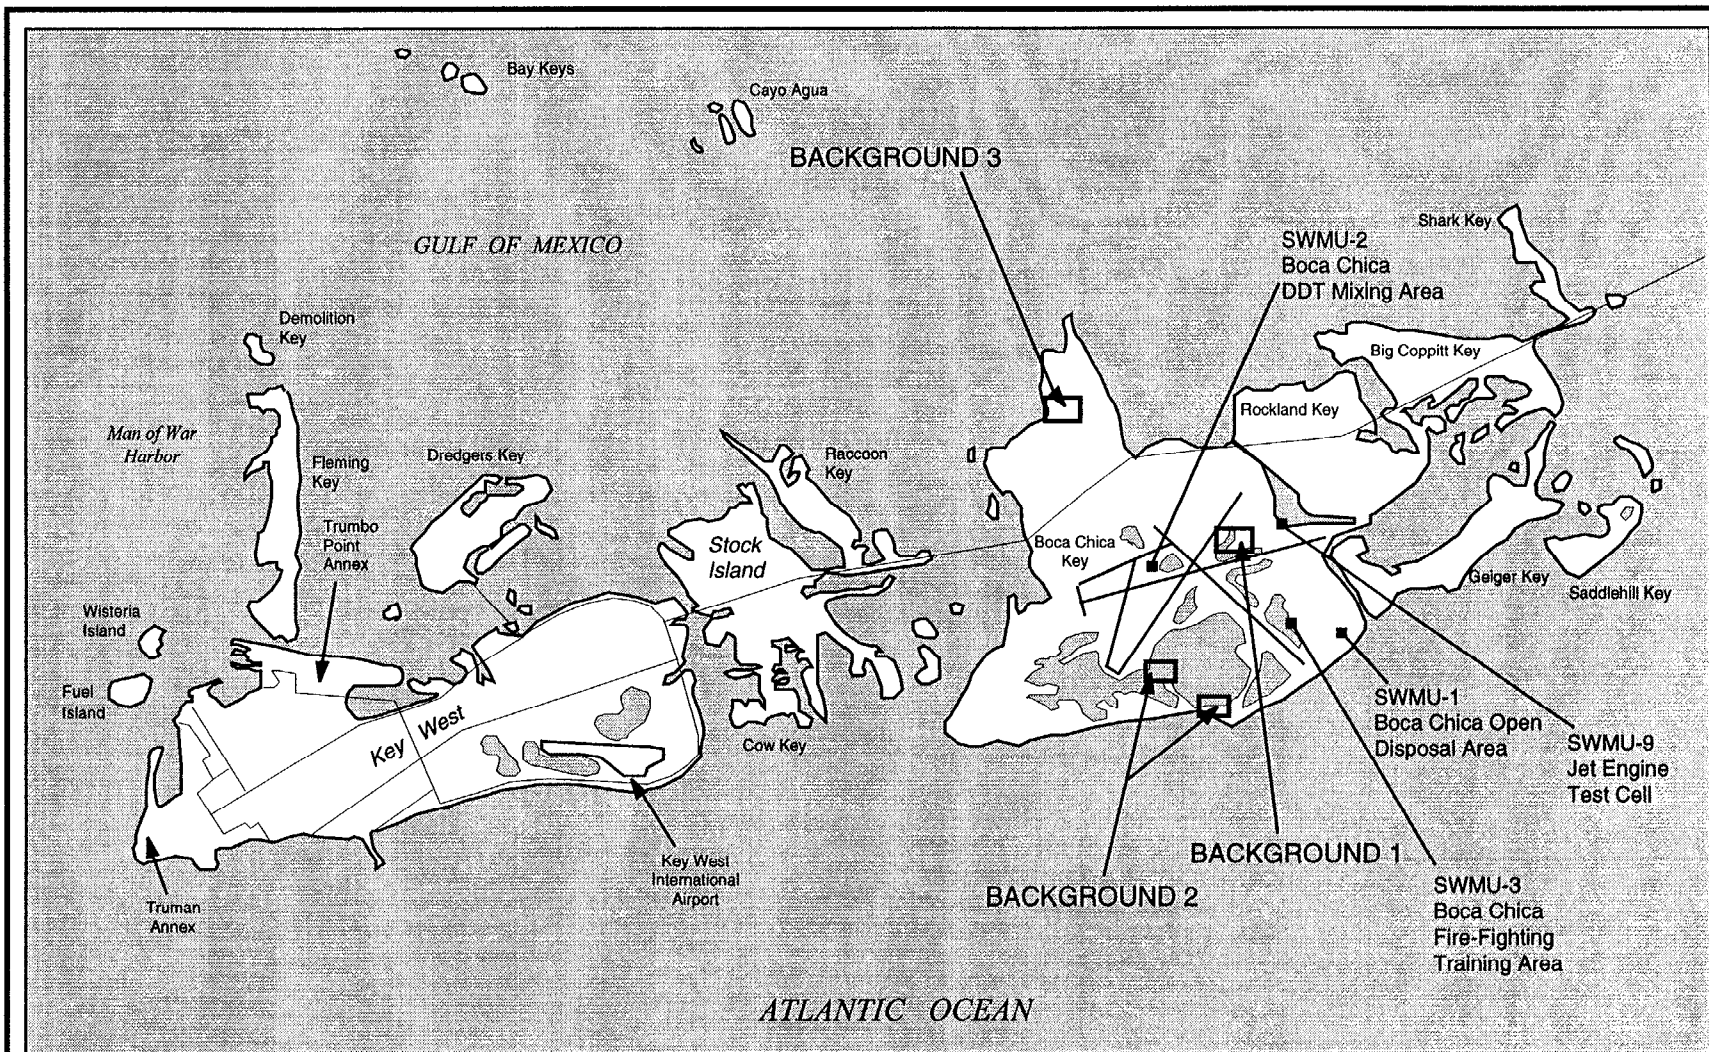 Bay Keys
Cayo Agua
BACKGROUND 3
Shark Key
GULF OF MEXICO
SWMU-2
Boca Chica
DDT Mixing Area
Demolition
Key
Big Coppitt Key
Rockland Key
Man of War
Harbor
Fleming
Key
Dredgers Key
Raccoon
Key
Trumbo
Point
Annex
Stock
Island
Boca Chica
Key
Geiger Key
Saddlehill Key
Wisteria
Island
Fuel
Island
Key West
Cow Key
SWMU-1
Boca Chica Open
Disposal Area
SWMU-9
Jet Engine
Test Cell
Key West
International
Airport
BACKGROUND 1
BACKGROUND 2
SWMU-3
Boca Chica
Fire-Fighting
Training Area
Truman
Annex
ATLANTIC OCEAN